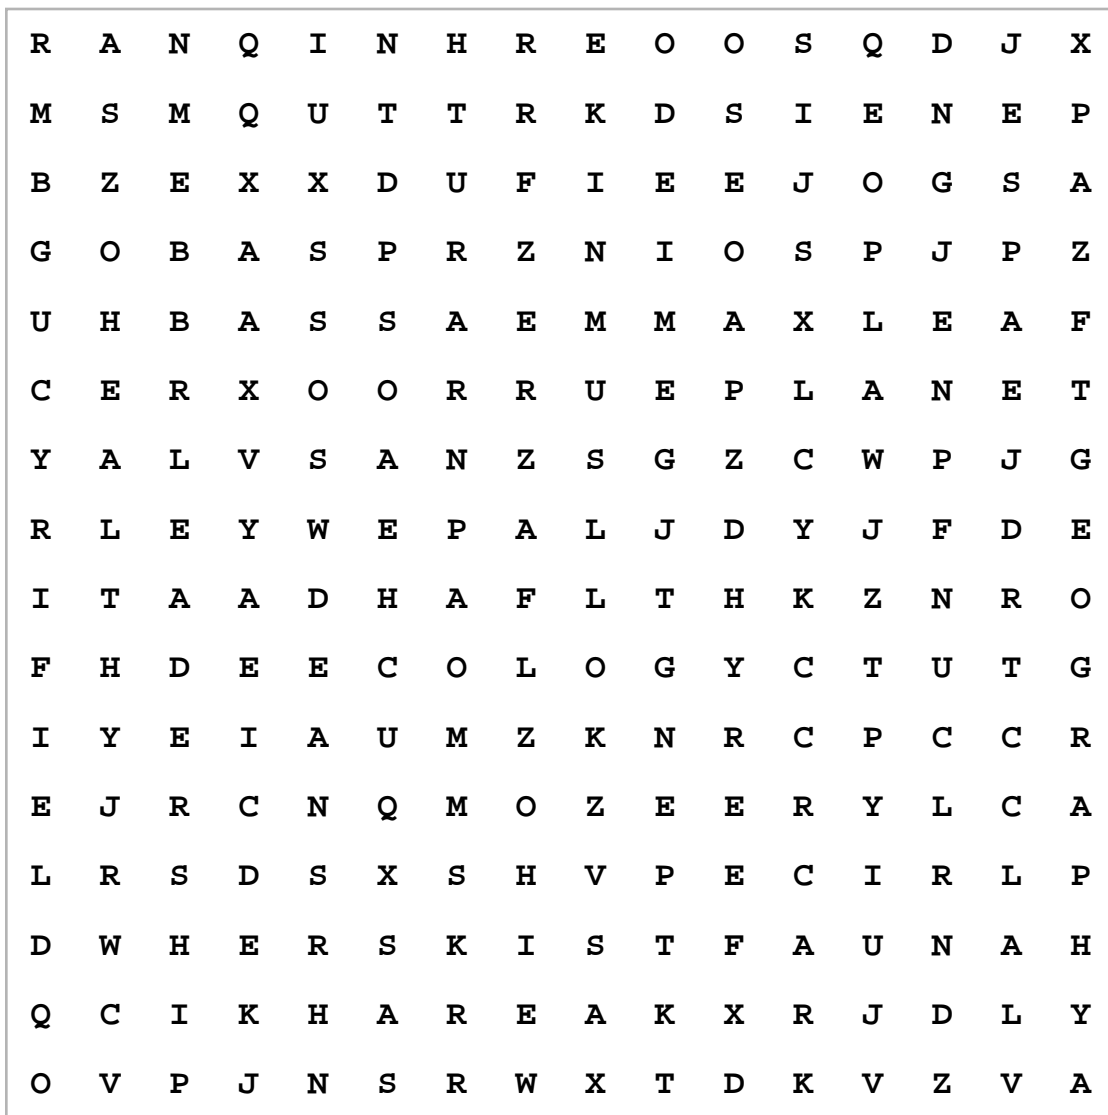 R A N Q I N H R E O O S Q D J X
M S M Q U T T R K D S I E N E P
B Z E X X D U F I E E J O G S A
G O B A S P R Z N I O S P J P Z
U H B A S S A E M M A X L E A F
C E R X O O R R U E P L A N E T
Y A L V S A N Z S G Z C W P J G
R L E Y W E P A L J D Y J F D E
I T A A D H A F L T H K Z N R O
F H D E E C O L O G Y C T U T G
I Y E I A U M Z K N R C P C C R
E J R C N Q M O Z E E R Y L C A
L R S D S X S H V P E C I R L P
D W H E R S K I S T F A U N A H
Q C I K H A R E A K X R J D L Y
O V P J N S R W X T D K V Z V A